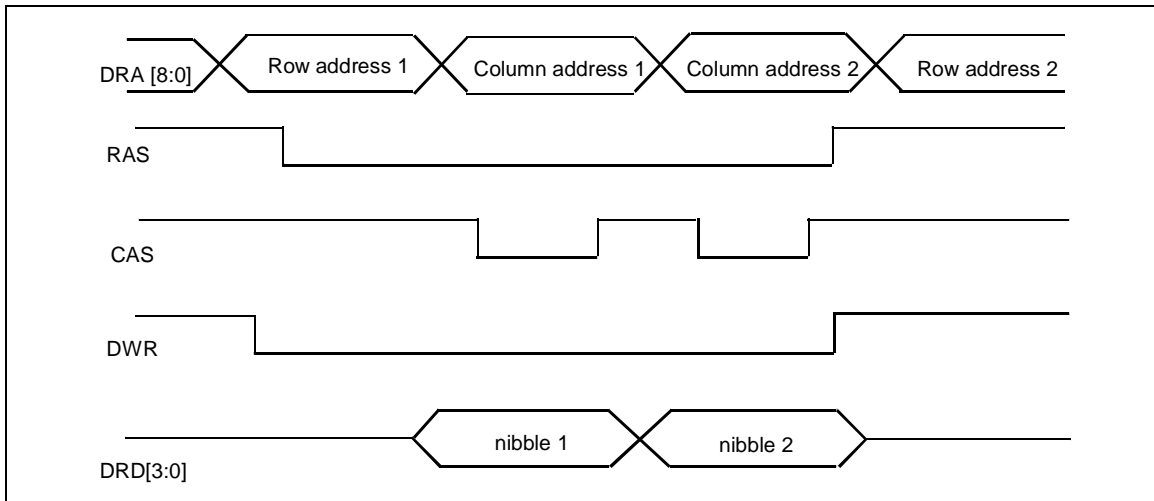 DRA [8:0] Row address 1 Column address 1 Column address 2 Row address 2
RAS
CAS
DWR
nibble 1 nibble 2
DRD[3:0]